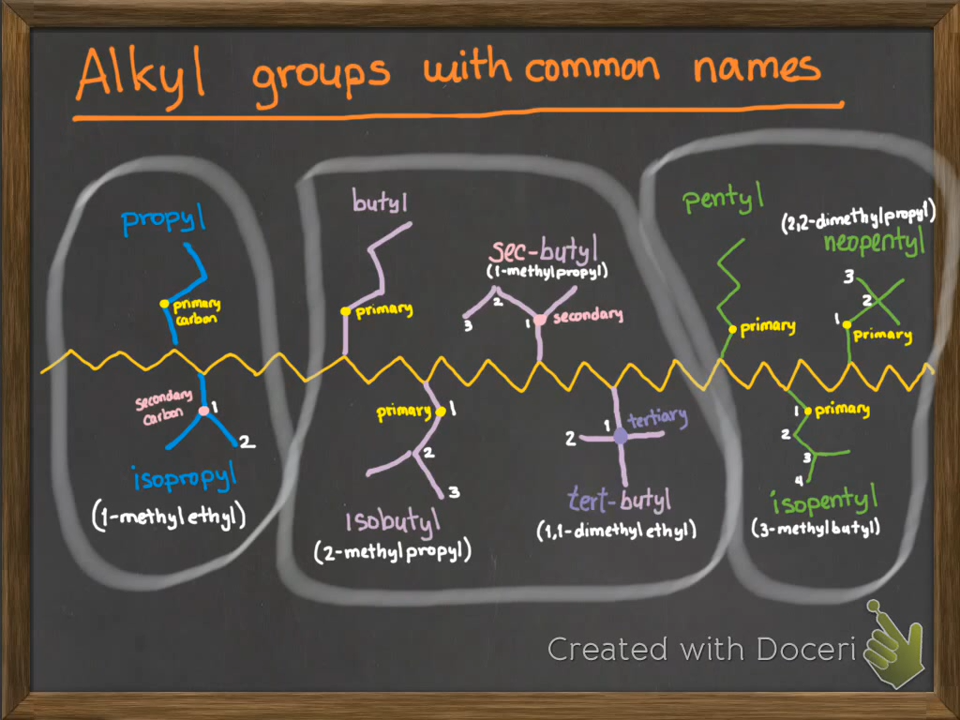 Alkyl groups with common names
propyl
primary
carbon
secondary
carbon
1
2
isopropyl
(1-methylethyl)
butyl
primary
sec-butyl
(1-methylpropyl)
2
3
1
secondary
primary
1
2
3
isobutyl
(2-methylpropyl)
1
tertiary
2
tert-butyl
(1,1-dimethylethyl)
pentyl
primary
(2,2-dimethylpropyl)
neopentyl
3
2
1
primary
1
primary
2
3
4
isopentyl
(3-methylbutyl)
Created with Doceri